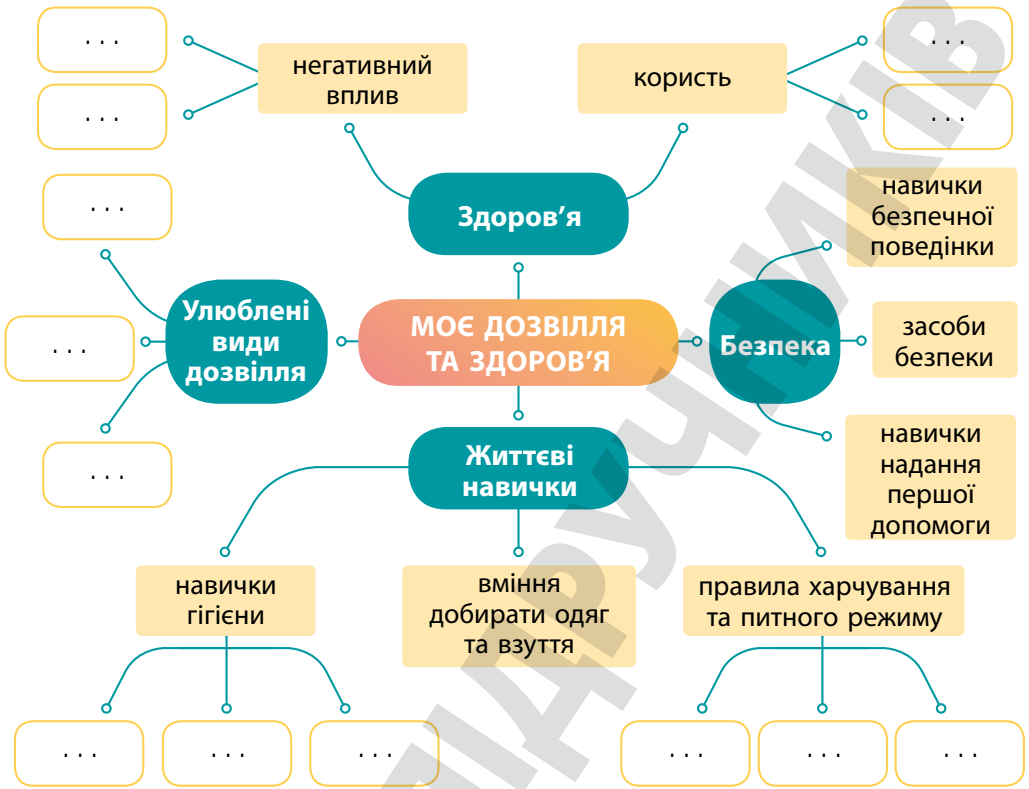 . . .
. . .
негативний
вплив
користь
. . .
. . .
. . .
Здоров’я
навички
безпечної
поведінки
Улюблені
види
дозвілля
. . .
МОЄ ДОЗВІЛЛЯ
ТА ЗДОРОВ’Я
Безпека
засоби
безпеки
. . .
Життєві
навички
навички
надання
першої
допомоги
навички
гігієни
вміння
добирати одяг
та взуття
правила харчування
та питного режиму
. . .
. . .
. . .
. . .
. . .
. . .
ПІДРУЧНИКІВ